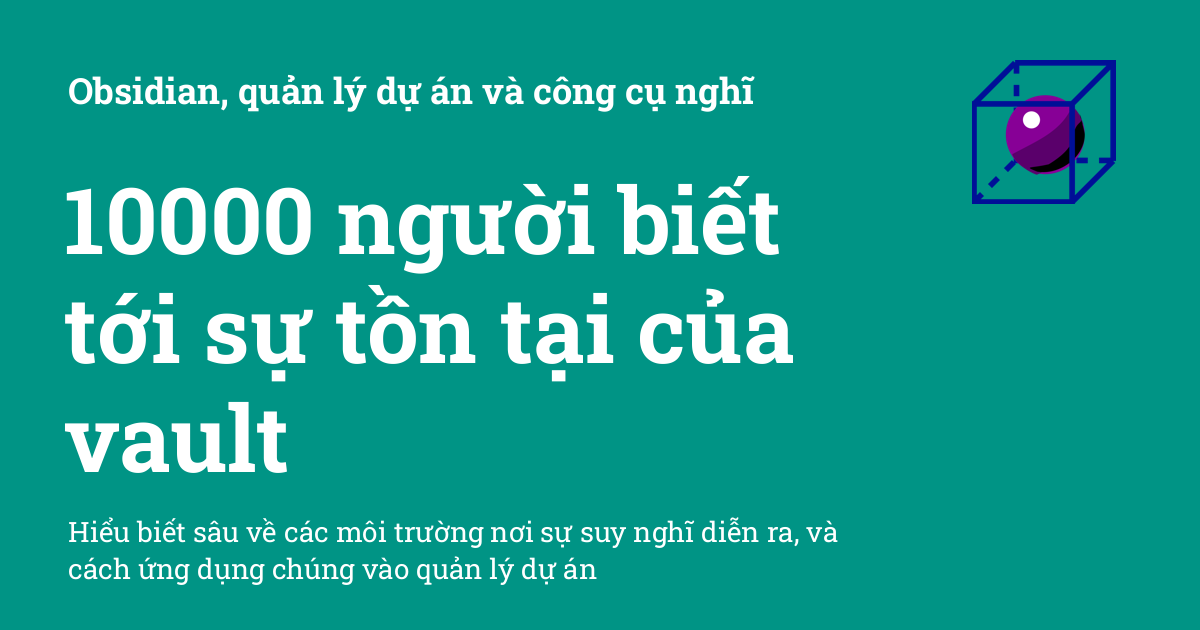 Obsidian, quản lý dự án và công cụ nghĩ
10000 người biết
tới sự tồn tại của
vault
Hiểu biết sâu về các môi trường nơi sự suy nghĩ diễn ra, và
cách ứng dụng chúng vào quản lý dự án